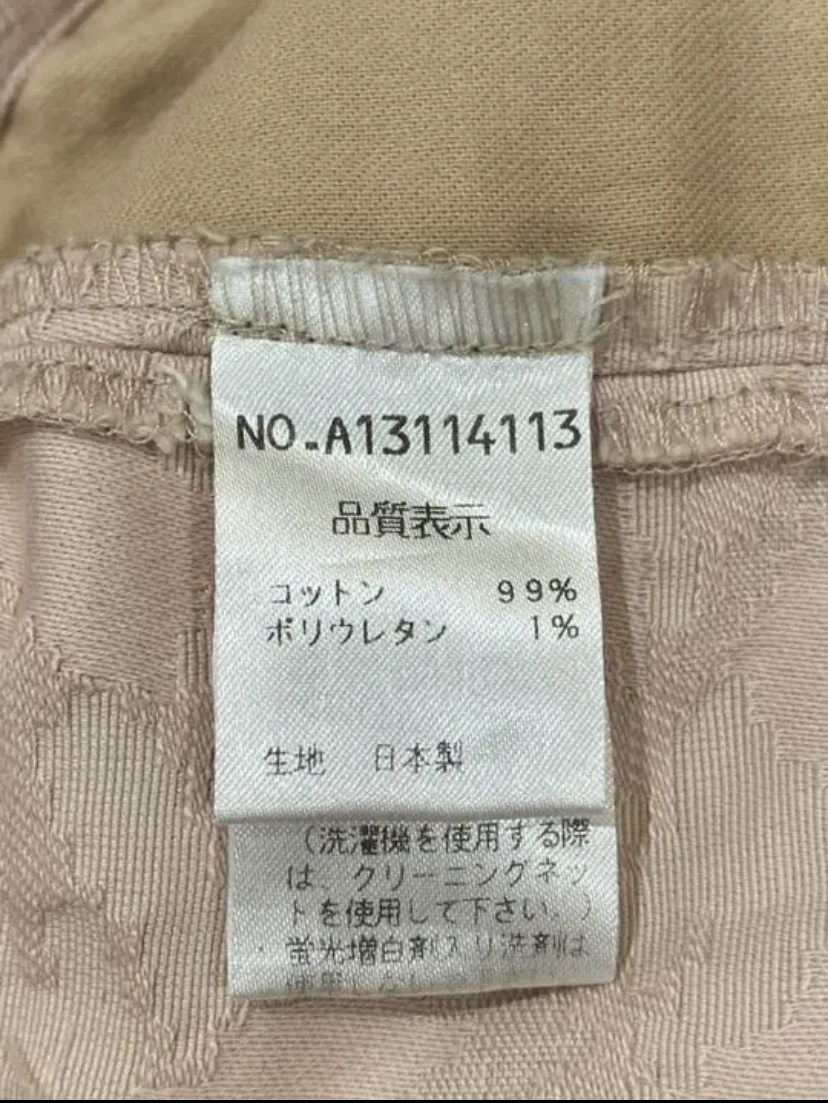 NO.A13114113
品質表示
コットン 99%
ポリウレタン 1%
生地 日本製
(洗濯機を使用する際
は、クリーニングネッ
トを使用して下さい。)
・蛍光増白剤入り洗剤は